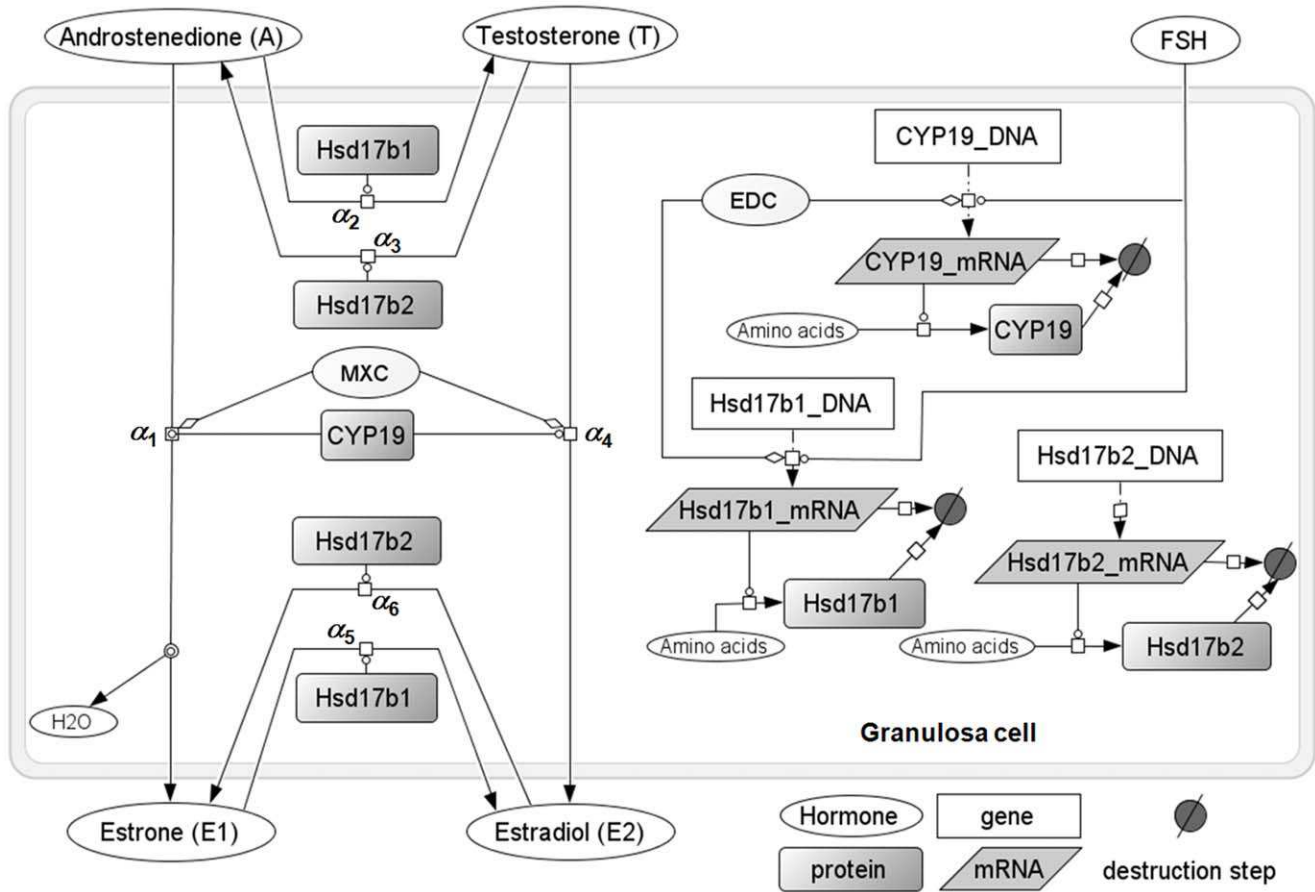 Androstenedione (A)
Testosterone (T)
FSH
Hsd17b1
α2
α3
Hsd17b2
MXC
α1
CYP19
α4
Hsd17b2
α6
α5
Hsd17b1
H2O
Estrone (E1)
Estradiol (E2)
CYP19_DNA
EDC
CYP19_mRNA
Amino acids
CYP19
Hsd17b1_DNA
Hsd17b2_DNA
Hsd17b1_mRNA
Hsd17b2_mRNA
Hsd17b1
Amino acids
Amino acids
Hsd17b2
Granulosa cell
Hormone
gene
protein
mRNA
destruction step